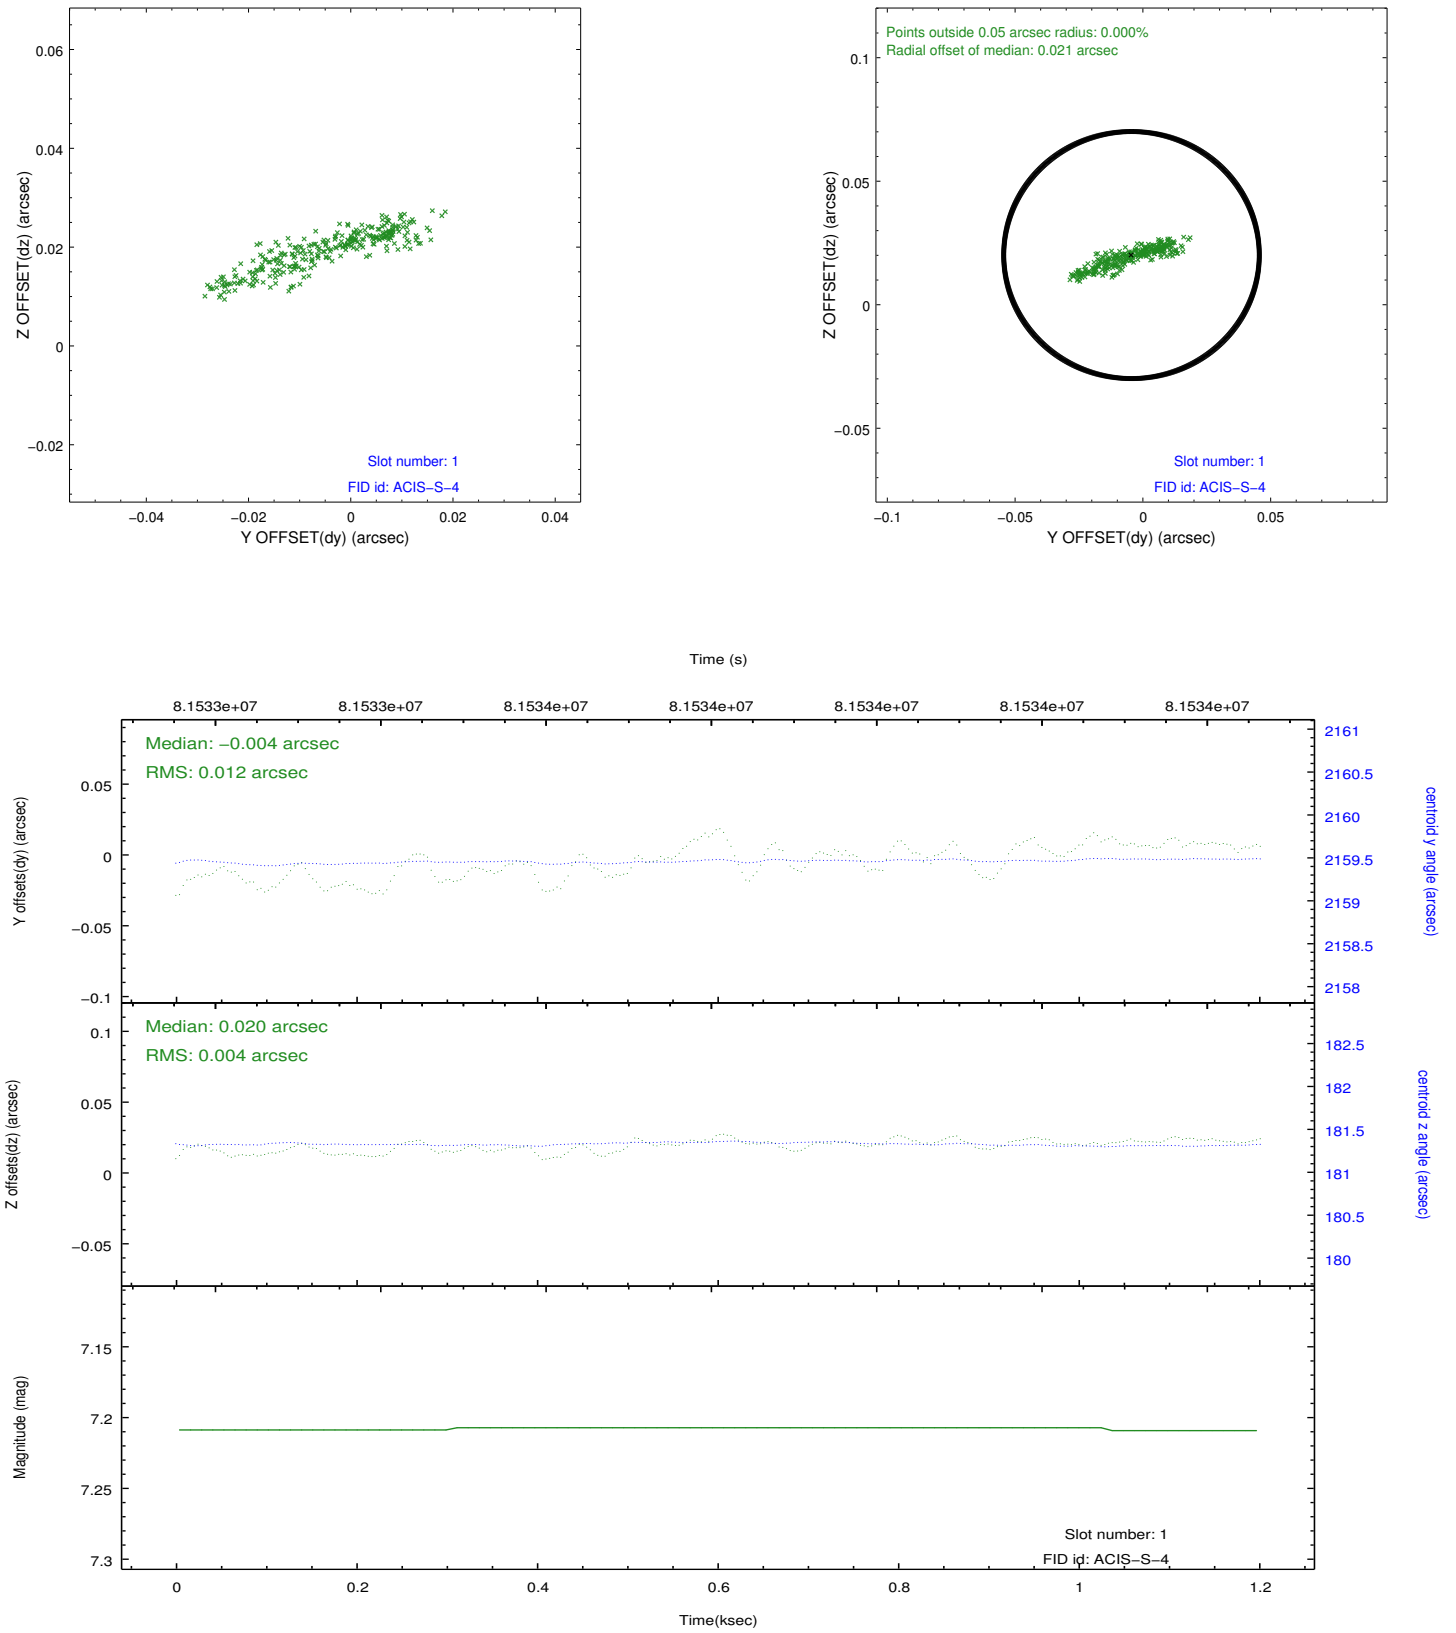 0.06
0.04
0.02
0
−0.02
Z OFFSET(dz) (arcsec)
Slot number: 1
FID id: ACIS−S−4
−0.04
−0.02
0
0.02
0.04
Y OFFSET(dy) (arcsec)
Points outside 0.05 arcsec radius: 0.000%
Radial offset of median: 0.021 arcsec
0.1
0.05
0
−0.05
Z OFFSET(dz) (arcsec)
Slot number: 1
FID id: ACIS−S−4
−0.1
−0.05
0
0.05
Y OFFSET(dy) (arcsec)
Time (s)
8.1533e+07
8.1533e+07
8.1534e+07
8.1534e+07
8.1534e+07
8.1534e+07
8.1534e+07
Median: −0.004 arcsec
RMS: 0.012 arcsec
0.05
0
−0.05
−0.1
Y offsets(dy) (arcsec)
2161
2160.5
2160
2159.5
2159
2158.5
2158
centroid y angle (arcsec)
Median: 0.020 arcsec
RMS: 0.004 arcsec
0.1
0.05
0
−0.05
Z offsets(dz) (arcsec)
182.5
182
181.5
181
180.5
180
centroid z angle (arcsec)
7.15
7.2
7.25
7.3
Magnitude (mag)
Slot number: 1
FID id: ACIS−S−4
0
0.2
0.4
0.6
0.8
1
1.2
Time(ksec)